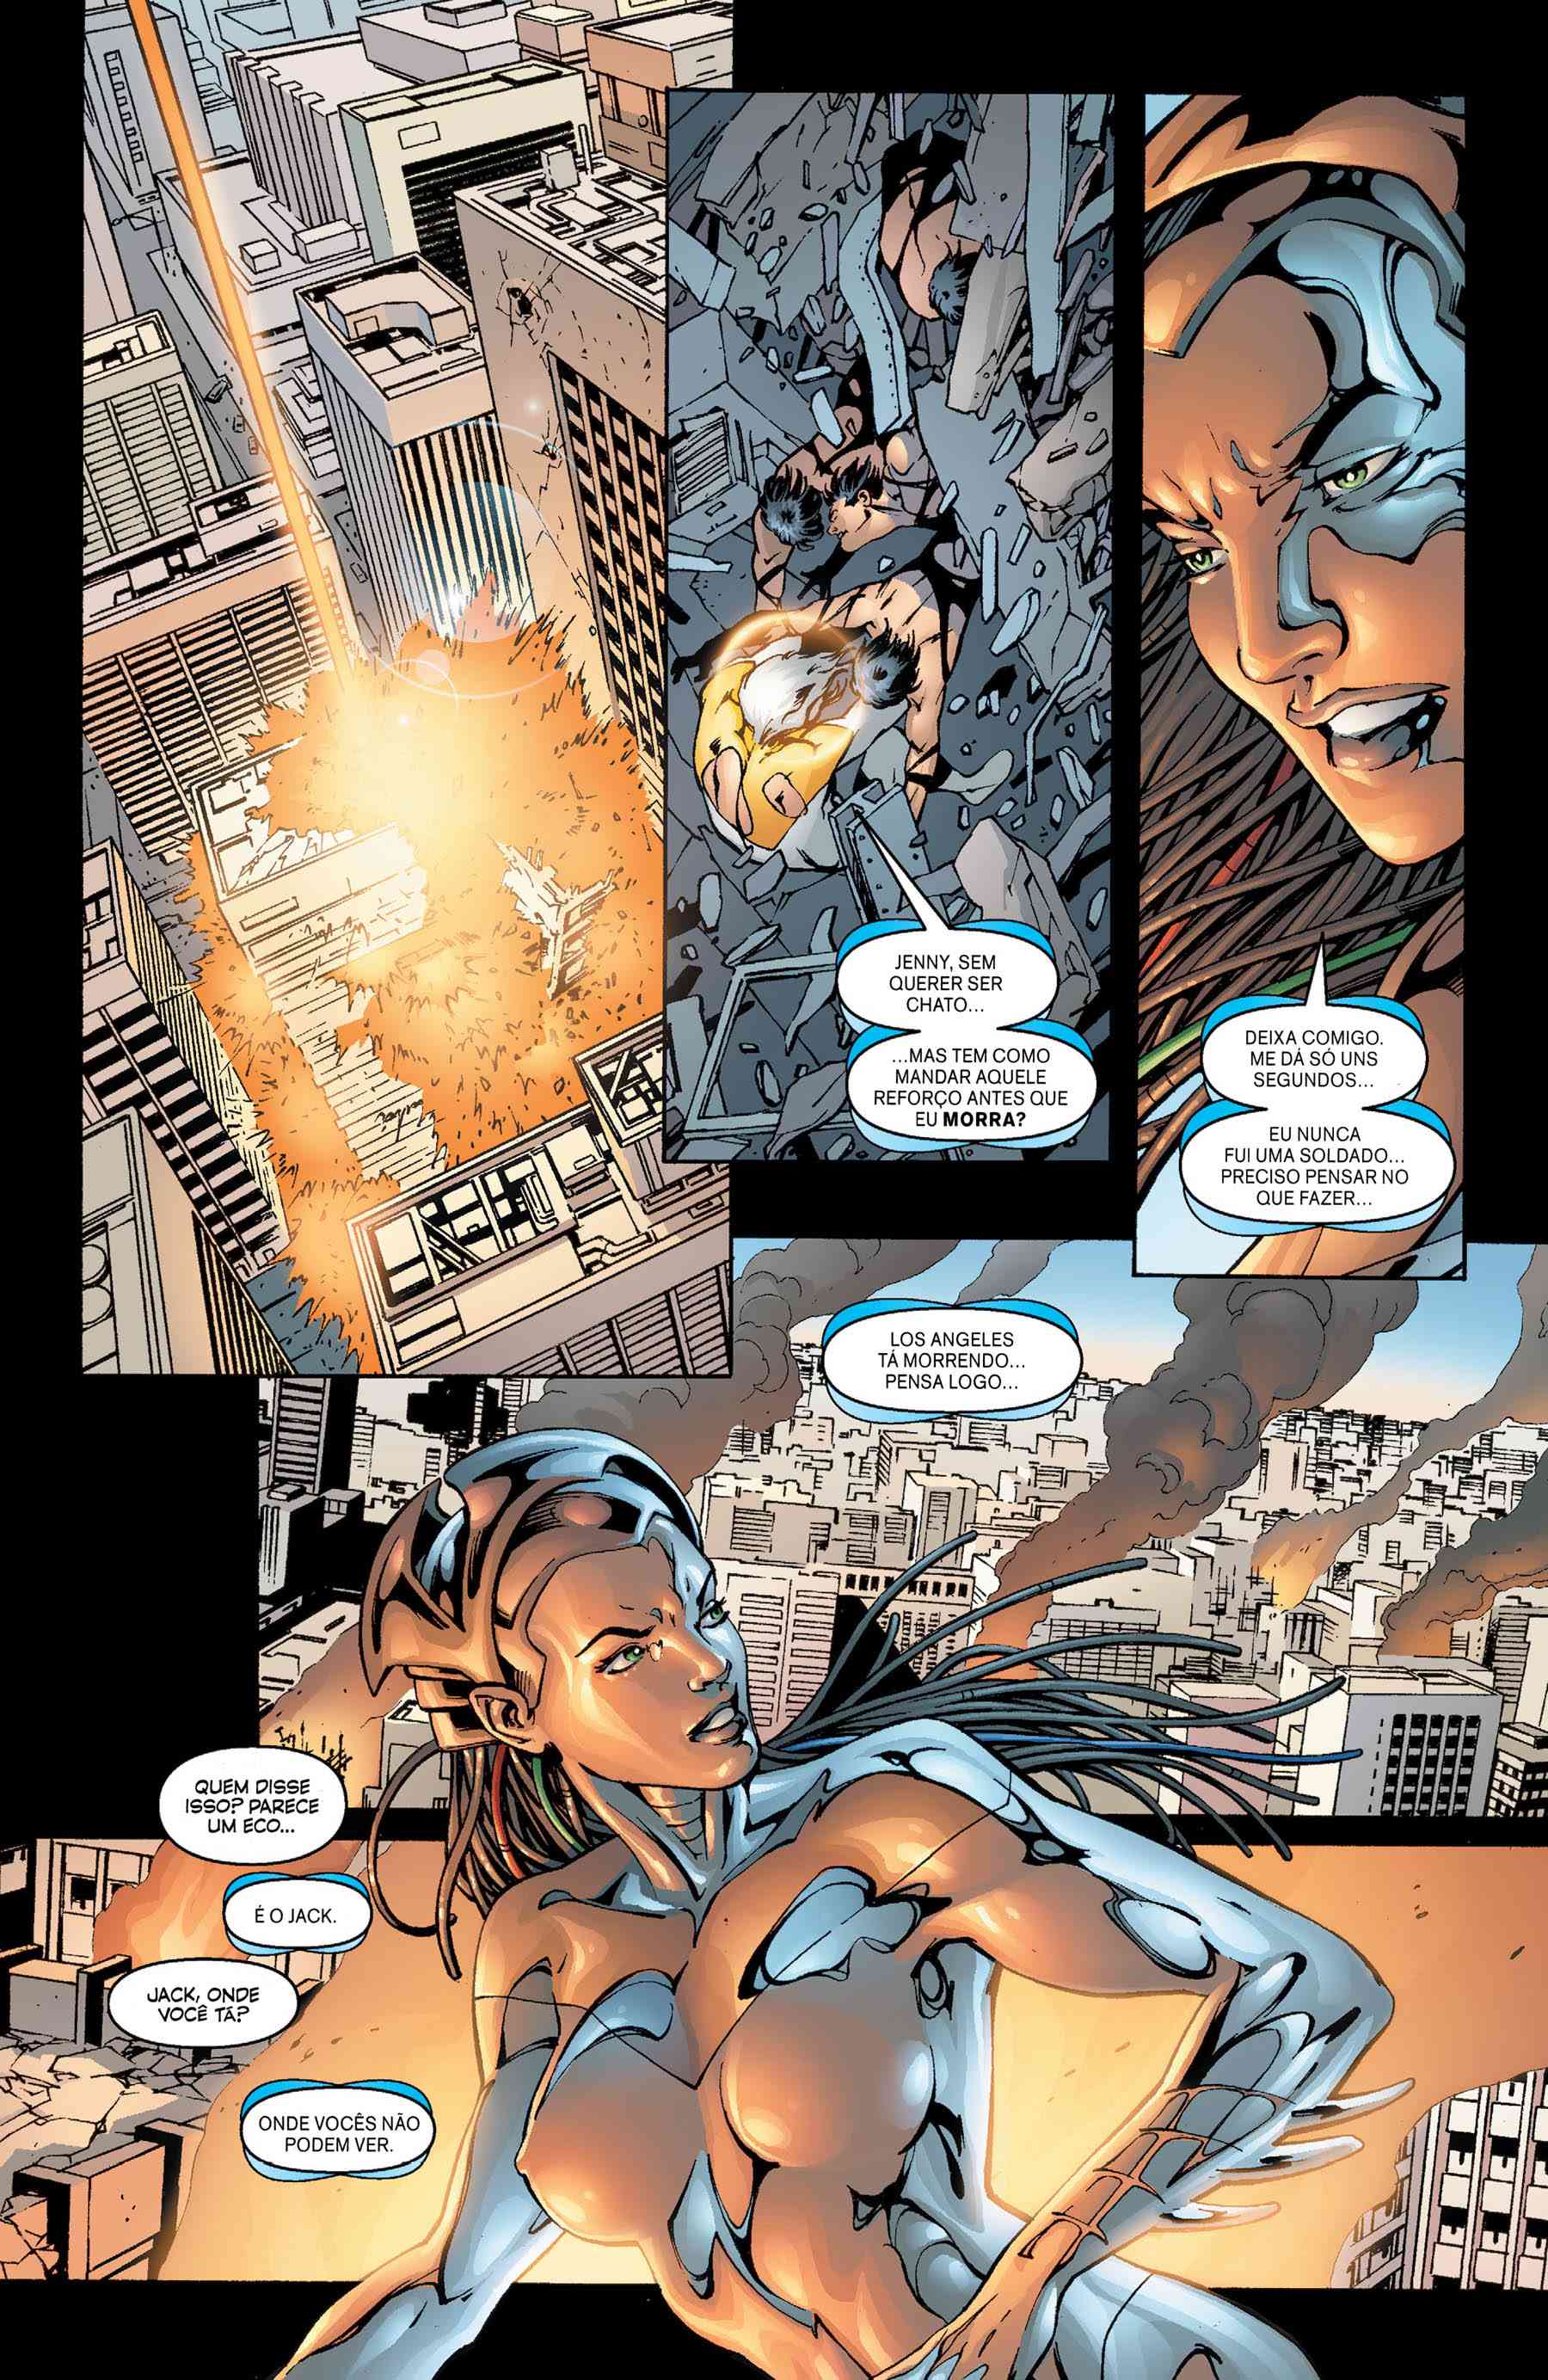 JENNY, SEM
QUERER SER
CHATO...
...MAS TEM COMO
MANDAR AQUELE
REFORÇO ANTES QUE
EU MORRA?
DEIXA COMIGO.
ME DÁ SÓ UNS
SEGUNDOS...
EU NUNCA
FUI UMA SOLDADO...
PRECISO PENSAR NO
QUE FAZER...
LOS ANGELES
TÁ MORRENDO...
PENSA LOGO...
QUEM DISSE
ISSO? PARECE
UM ECO...
É O JACK.
JACK, ONDE
VOCÊ TÁ?
ONDE VOCÊS NÃO
PODEM VER.